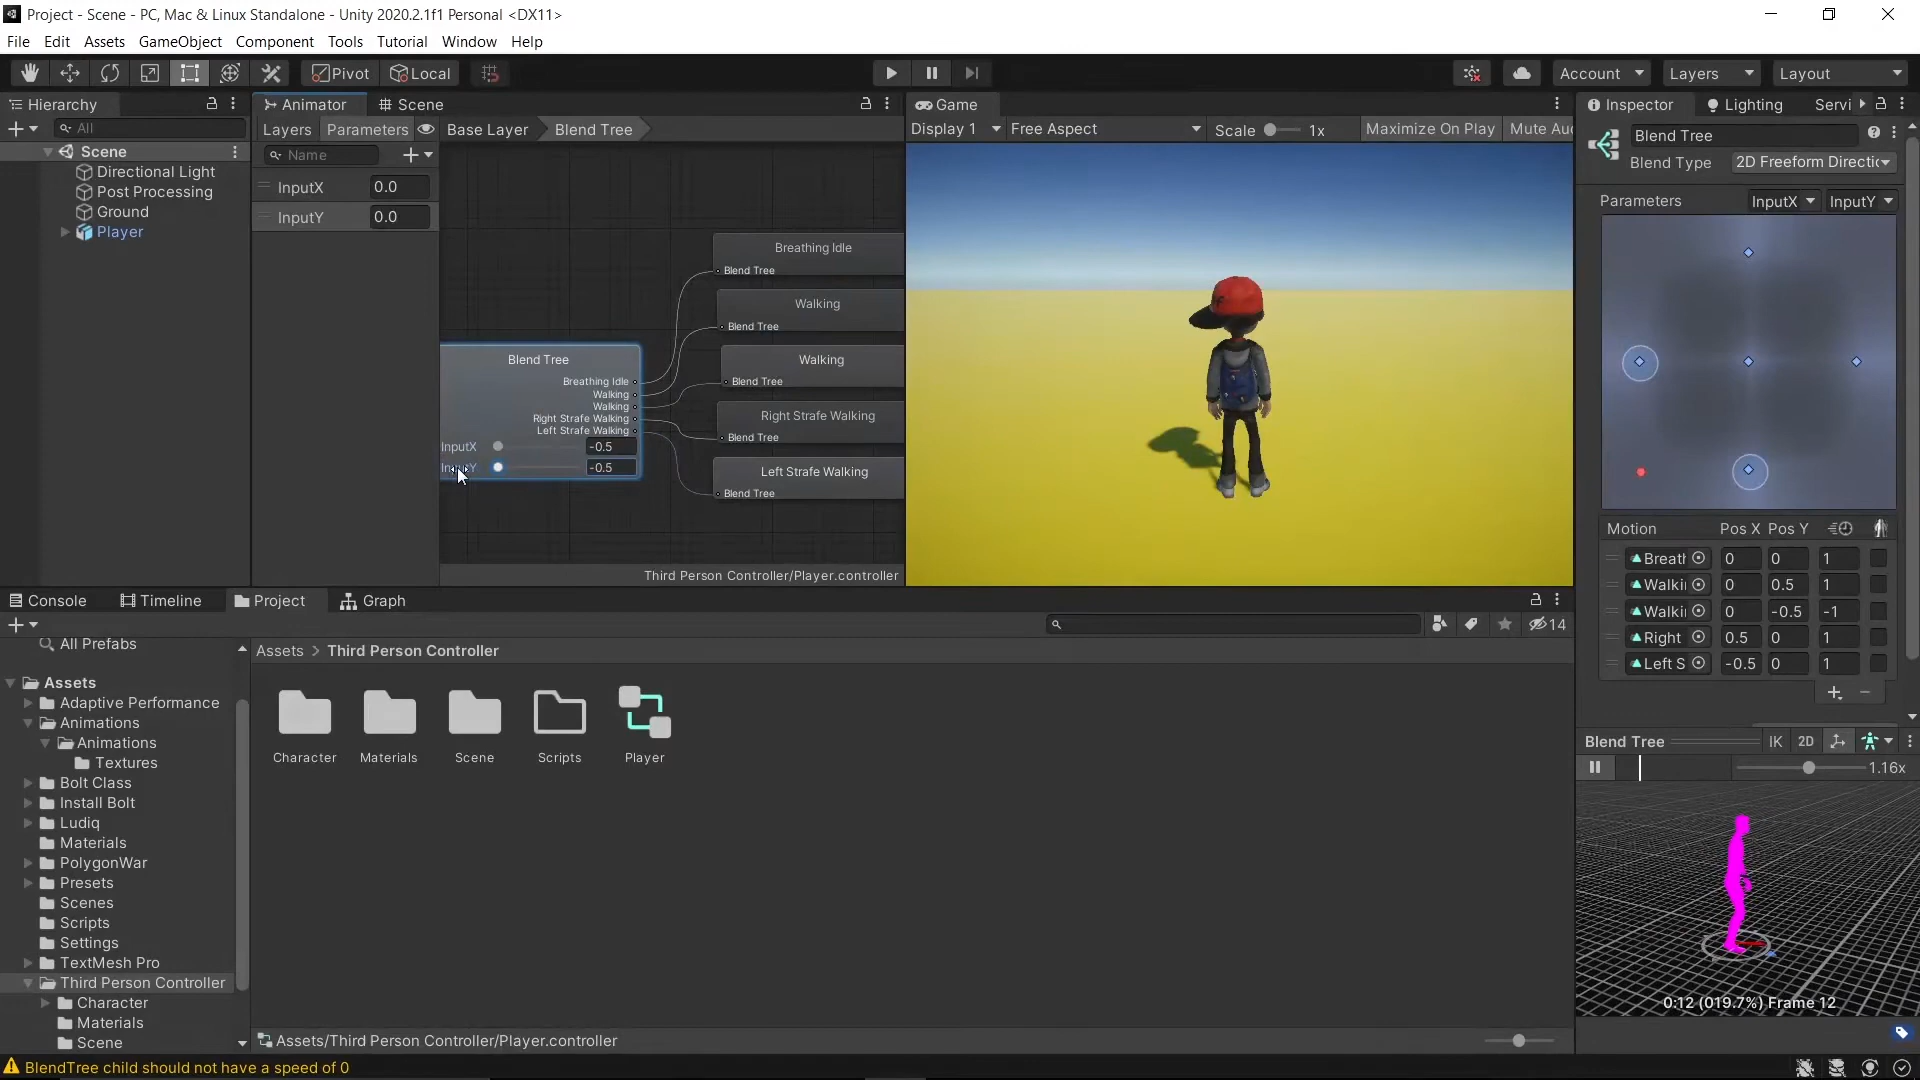 Project - Scene - PC, Mac & Linux Standalone - Unity 2020.2.1f1 Personal <DX11>
File Edit Assets GameObject Component Tools Tutorial Window Help
Pivot Local Account Layers Layout
Hierarchy
All
Scene
Directional Light
Post Processing
Ground
Player
Animator Scene
Layers Parameters Base Layer Blend Tree
Name
InputX 0.0
InputY 0.0
Blend Tree
Breathing Idle
Walking
Walking
Right Strafe Walking
Left Strafe Walking
InputX -0.5
InputY -0.5
Breathing Idle
Blend Tree
Walking
Blend Tree
Walking
Blend Tree
Right Strafe Walking
Blend Tree
Left Strafe Walking
Blend Tree
Third Person Controller/Player.controller
Game
Display 1 Free Aspect Scale 1x Maximize On Play Mute Au
Inspector Lighting Servi
Blend Tree
Blend Type 2D Freeform Directi
Parameters InputX InputY
Motion Pos X Pos Y
Breath 0 0 1
Walki 0 0.5 1
Walki 0 -0.5 -1
Right 0.5 0 1
Left S -0.5 0 1
Blend Tree IK 2D
1.16x
0:12 (019.7%) Frame 12
Console Timeline Project Graph
14
All Prefabs
Assets
Adaptive Performance
Animations
Animations
Textures
Bolt Class
Install Bolt
Ludiq
Materials
PolygonWar
Presets
Scenes
Scripts
Settings
TextMesh Pro
Third Person Controller
Character
Materials
Scene
Assets > Third Person Controller
Character Materials Scene Scripts Player
Assets/Third Person Controller/Player.controller
BlendTree child should not have a speed of 0